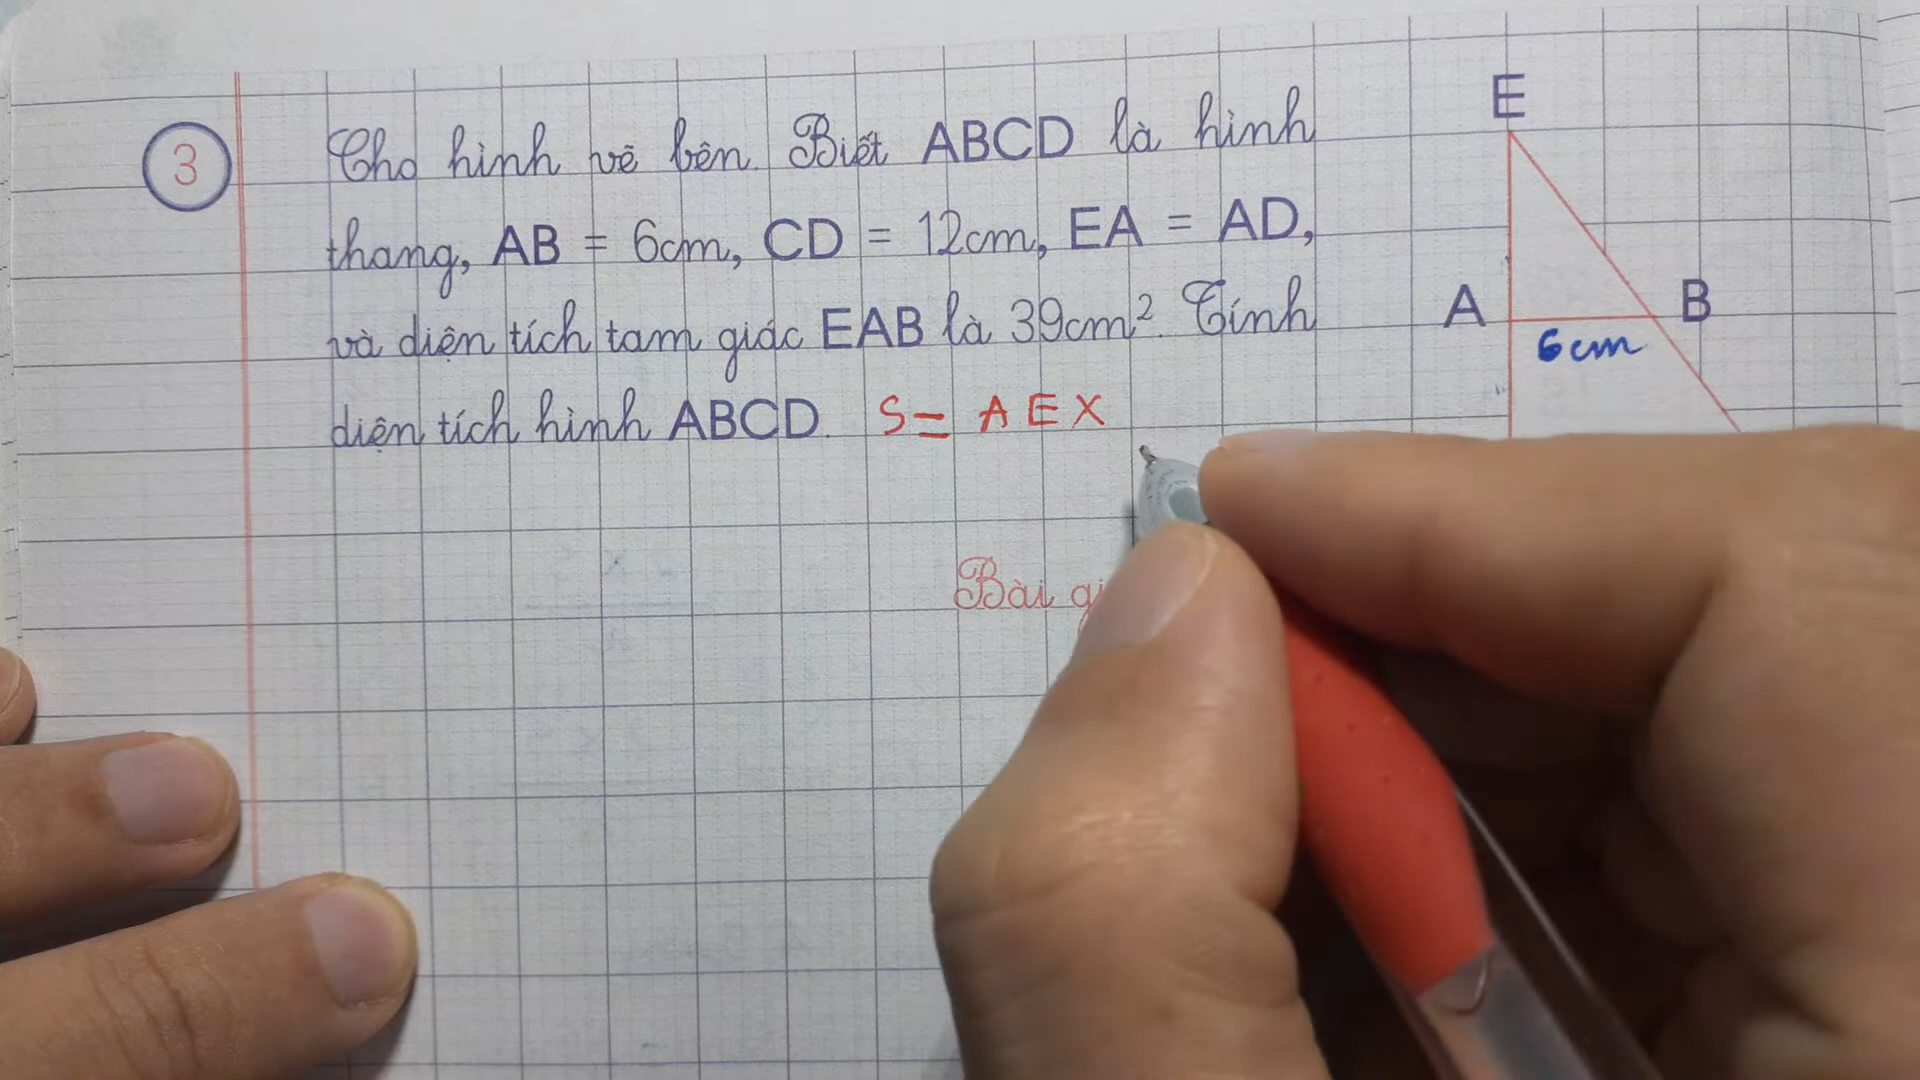 3
Cho hình vẽ bên. Biết ABCD là hình
thang, AB = 6cm, CD = 12cm, EA = AD,
và diện tích tam giác EAB là 39cm². Tính
diện tích hình ABCD. S = A E X
Bài gi
E
A B
6cm